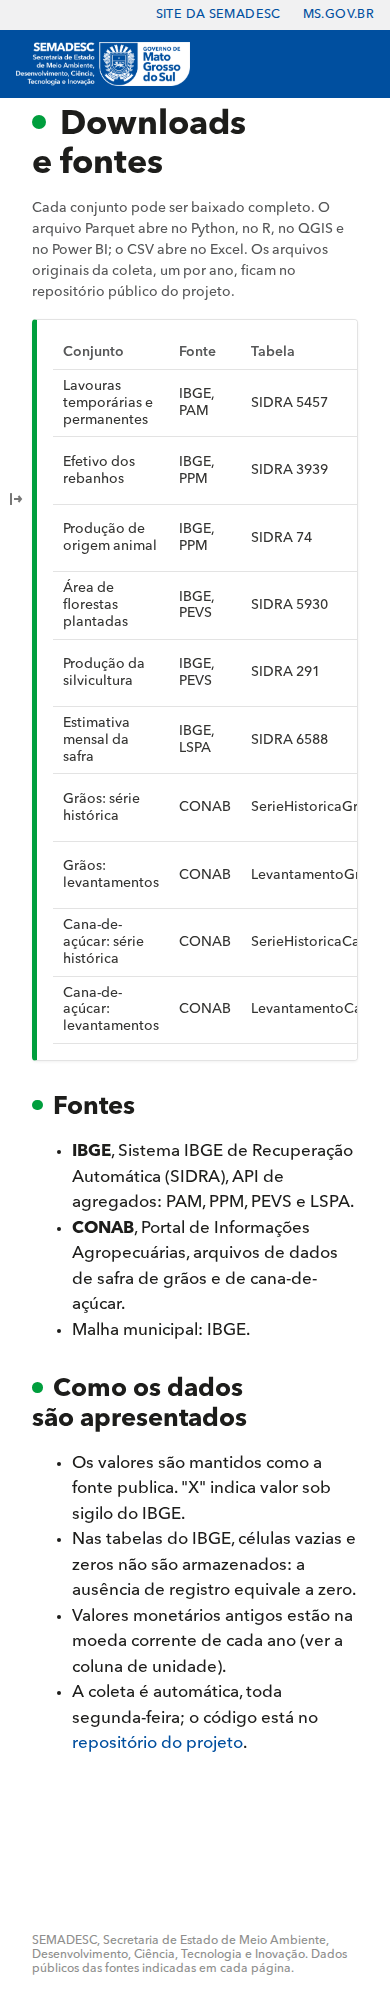 SITE DA SEMADESC MS.GOV.BR
SEMADESC
Secretaria de Estado
de Meio Ambiente,
Desenvolvimento, Ciência,
Tecnologia e Inovação
GOVERNO DE
Mato
Grosso
do Sul
Downloads
e fontes
Cada conjunto pode ser baixado completo. O
arquivo Parquet abre no Python, no R, no QGIS e
no Power BI; o CSV abre no Excel. Os arquivos
originais da coleta, um por ano, ficam no
repositório público do projeto.
Conjunto Fonte Tabela
Lavouras
temporárias e
permanentes
IBGE,
PAM
SIDRA 5457
Efetivo dos
rebanhos
IBGE,
PPM
SIDRA 3939
Produção de
origem animal
IBGE,
PPM
SIDRA 74
Área de
florestas
plantadas
IBGE,
PEVS
SIDRA 5930
Produção da
silvicultura
IBGE,
PEVS
SIDRA 291
Estimativa
mensal da
safra
IBGE,
LSPA
SIDRA 6588
Grãos: série
histórica
CONAB
SerieHistoricaGr
Grãos:
levantamentos
CONAB
LevantamentoGr
Cana-de-
açúcar: série
histórica
CONAB
SerieHistoricaCa
Cana-de-
açúcar:
levantamentos
CONAB
LevantamentoCa
Fontes
• IBGE, Sistema IBGE de Recuperação
Automática (SIDRA), API de
agregados: PAM, PPM, PEVS e LSPA.
• CONAB, Portal de Informações
Agropecuárias, arquivos de dados
de safra de grãos e de cana-de-
açúcar.
• Malha municipal: IBGE.
Como os dados
são apresentados
• Os valores são mantidos como a
fonte publica. "X" indica valor sob
sigilo do IBGE.
• Nas tabelas do IBGE, células vazias e
zeros não são armazenados: a
ausência de registro equivale a zero.
• Valores monetários antigos estão na
moeda corrente de cada ano (ver a
coluna de unidade).
• A coleta é automática, toda
segunda-feira; o código está no
repositório do projeto.
SEMADESC, Secretaria de Estado de Meio Ambiente,
Desenvolvimento, Ciência, Tecnologia e Inovação. Dados
públicos das fontes indicadas em cada página.